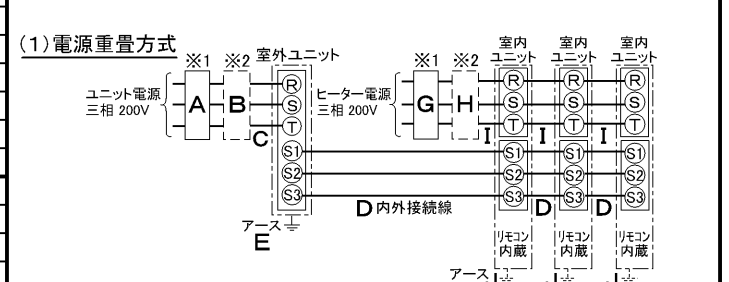 (1)電源重畳方式
※1 ※2 室外ユニット
ユニット電源
三相 200V
A B
R
S
T
C
S1
S2
S3
アース
E
※1 ※2
ヒーター電源
三相 200V
G H
室内ユニット 室内ユニット 室内ユニット
R R R
S S S
T T T
I I I
S1 S1 S1
S2 S2 S2
S3 S3 S3
D 内外接続線 D D
リモコン内蔵 リモコン内蔵 リモコン内蔵
アース